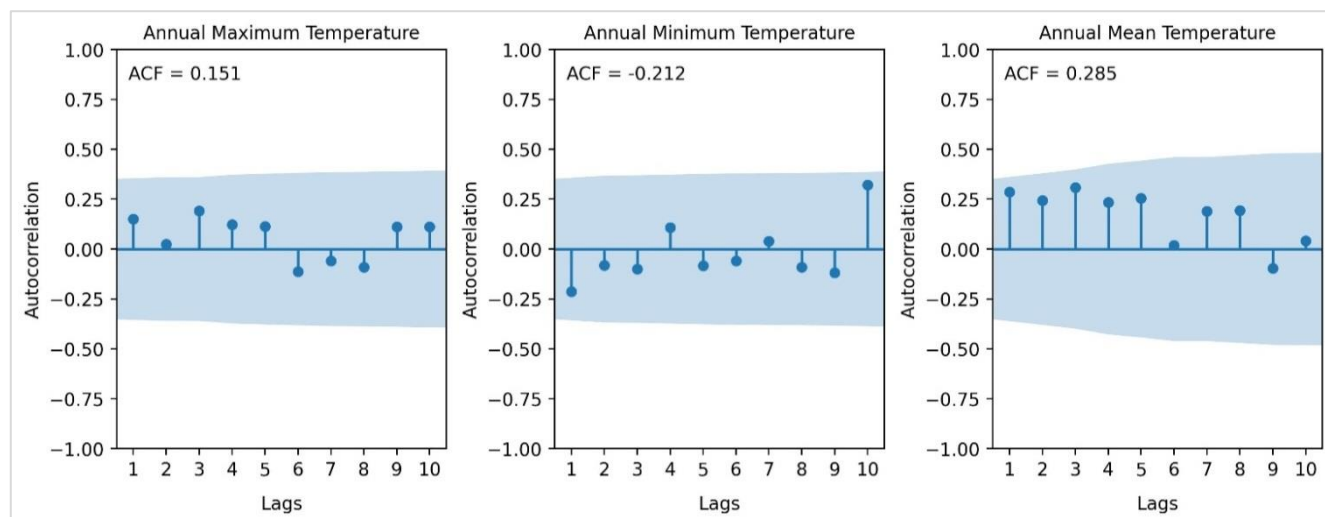 Annual Maximum Temperature
ACF = 0.151
Autocorrelation
1.00
0.75
0.50
0.25
0.00
−0.25
−0.50
−0.75
−1.00
1 2 3 4 5 6 7 8 9 10
Lags
Annual Minimum Temperature
ACF = -0.212
Autocorrelation
1.00
0.75
0.50
0.25
0.00
−0.25
−0.50
−0.75
−1.00
1 2 3 4 5 6 7 8 9 10
Lags
Annual Mean Temperature
ACF = 0.285
Autocorrelation
1.00
0.75
0.50
0.25
0.00
−0.25
−0.50
−0.75
−1.00
1 2 3 4 5 6 7 8 9 10
Lags